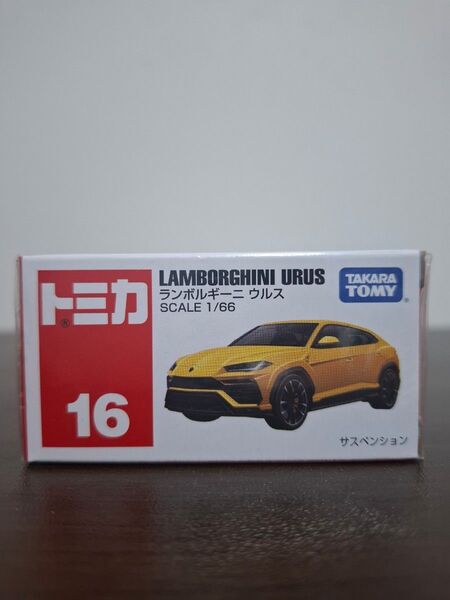 トミカ
®
16
LAMBORGHINI URUS
ランボルギーニ ウルス
SCALE 1/66
TAKARA
TOMY
®
サスペンション